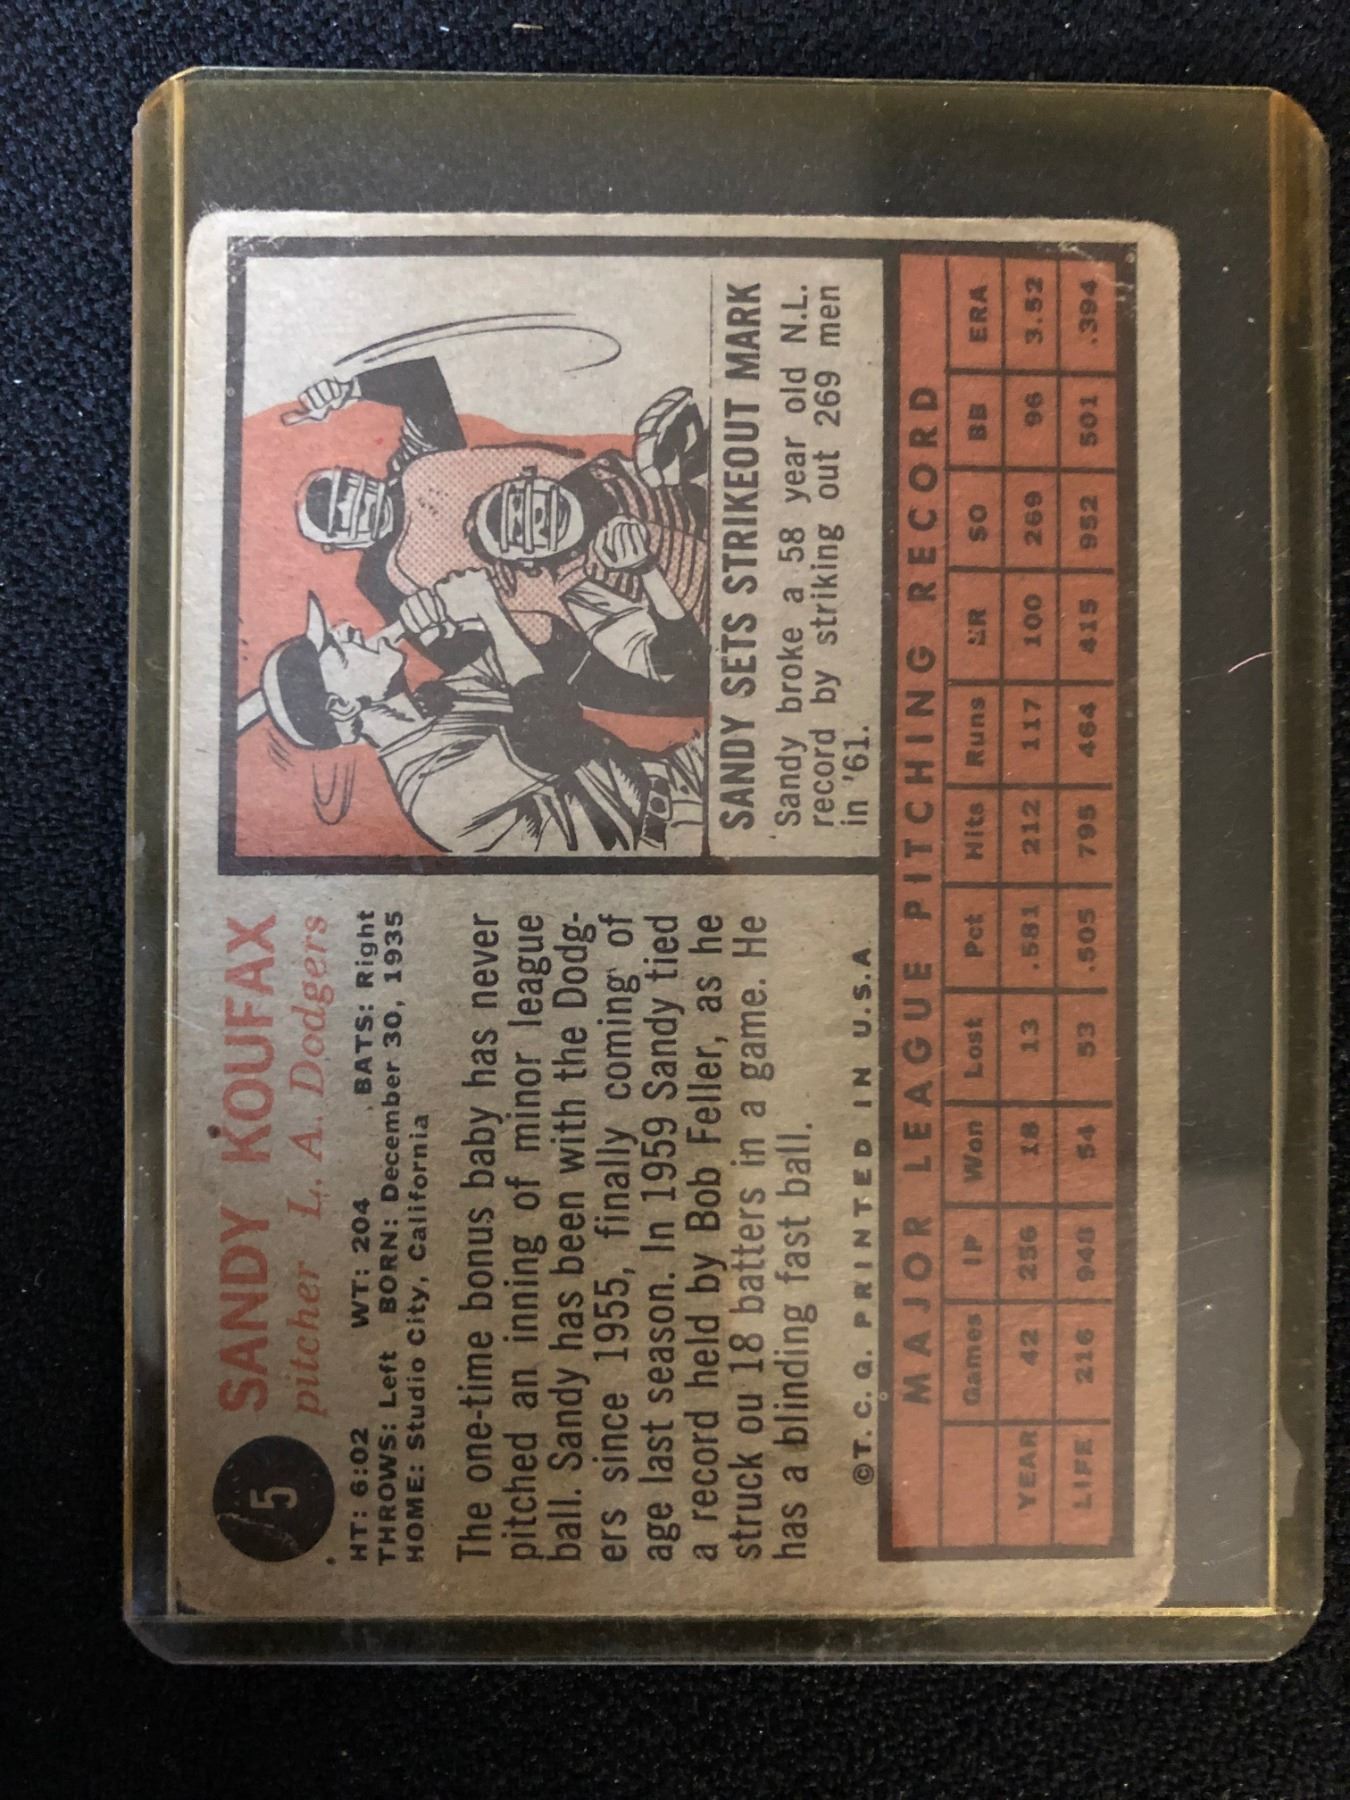 5
SANDY KOUFAX
pitcher L. A. Dodgers
HT: 6:02 WT: 204 BATS: Right
THROWS: Left BORN: December 30, 1935
HOME: Studio City, California
The one-time bonus baby has never
pitched an inning of minor league
ball. Sandy has been with the Dodg-
ers since 1955, finally coming of
age last season. In 1959 Sandy tied
a record held by Bob Feller, as he
struck ou 18 batters in a game. He
has a blinding fast ball.
©T. C. G. PRINTED IN U.S.A
SANDY SETS STRIKEOUT MARK
Sandy broke a 58 year old N.L.
record by striking out 269 men
in '61.
MAJOR LEAGUE PITCHING RECORD
Games IP Won Lost Pct Hits Runs ER SO BB ERA
YEAR 42 256 18 13 .581 212 117 100 269 96 3.52
LIFE 216 948 54 53 .505 795 464 415 952 501 .394